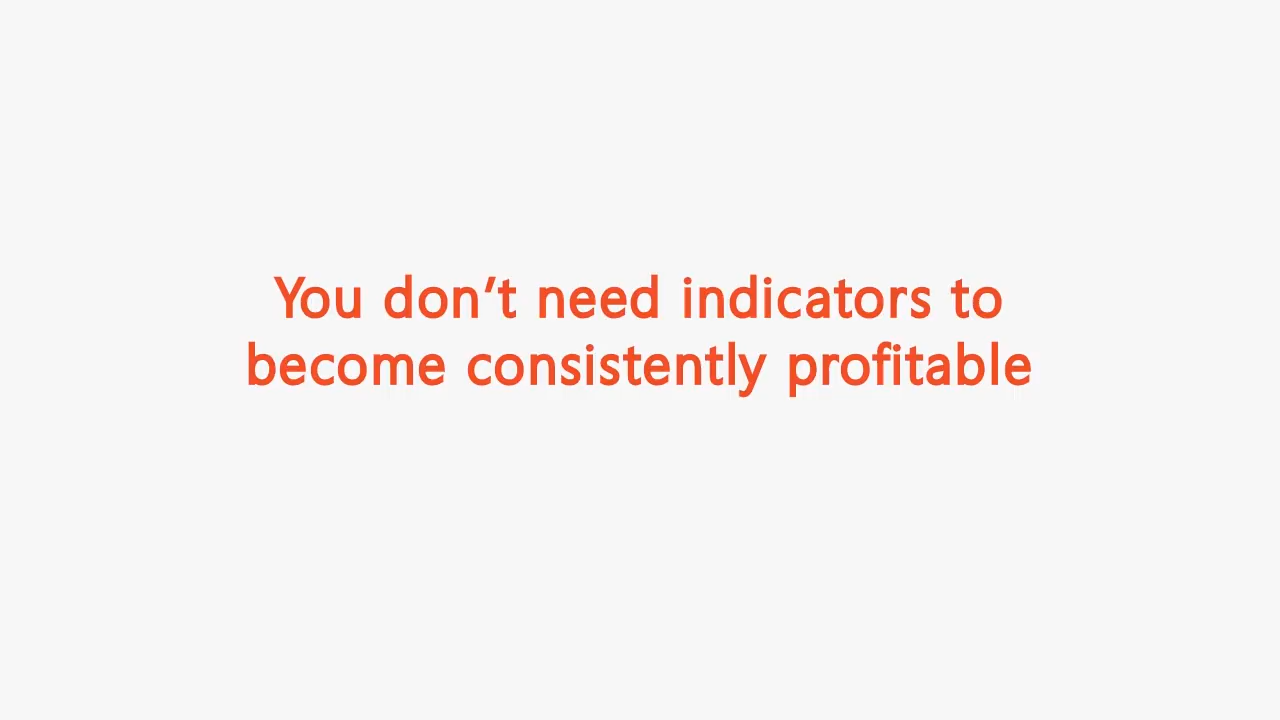 You don’t need indicators to
become consistently profitable